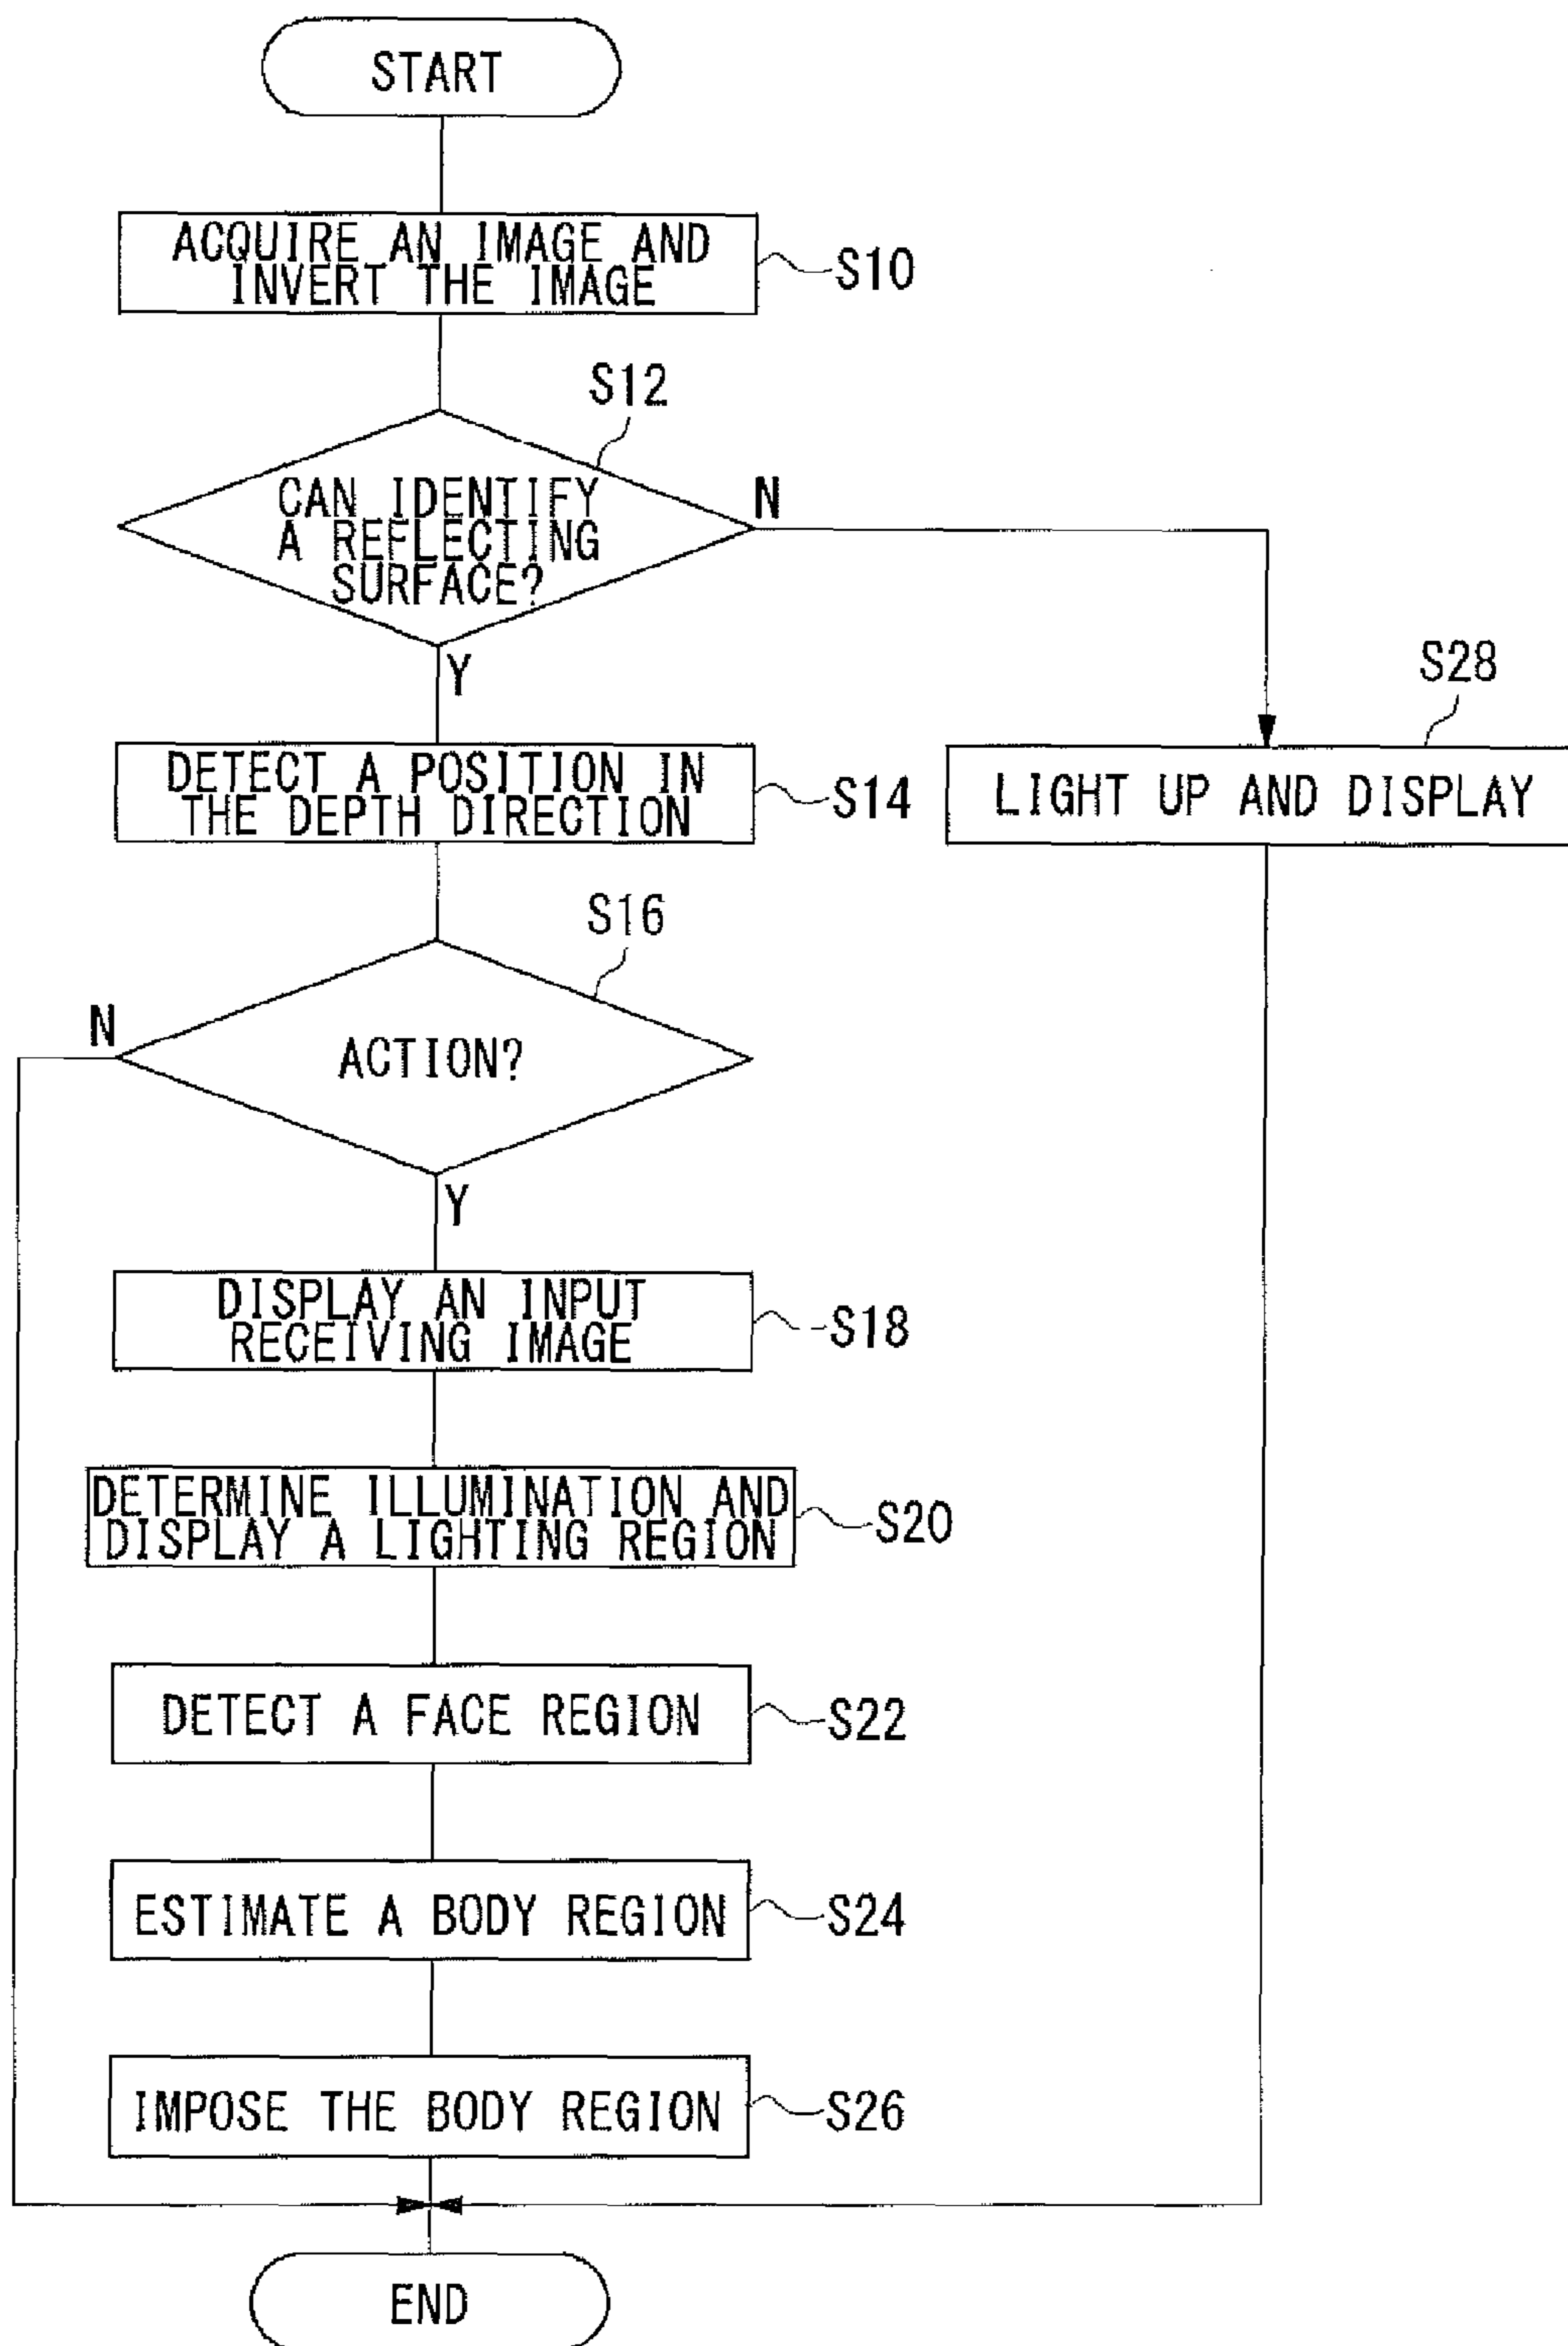 START
ACQUIRE AN IMAGE AND
INVERT THE IMAGE
S10
S12
CAN IDENTIFY
A REFLECTING
SURFACE?
N
Y
S28
DETECT A POSITION IN
THE DEPTH DIRECTION
S14
LIGHT UP AND DISPLAY
S16
N
ACTION?
Y
DISPLAY AN INPUT
RECEIVING IMAGE
S18
DETERMINE ILLUMINATION AND
DISPLAY A LIGHTING REGION
S20
DETECT A FACE REGION
S22
ESTIMATE A BODY REGION
S24
IMPOSE THE BODY REGION
S26
END